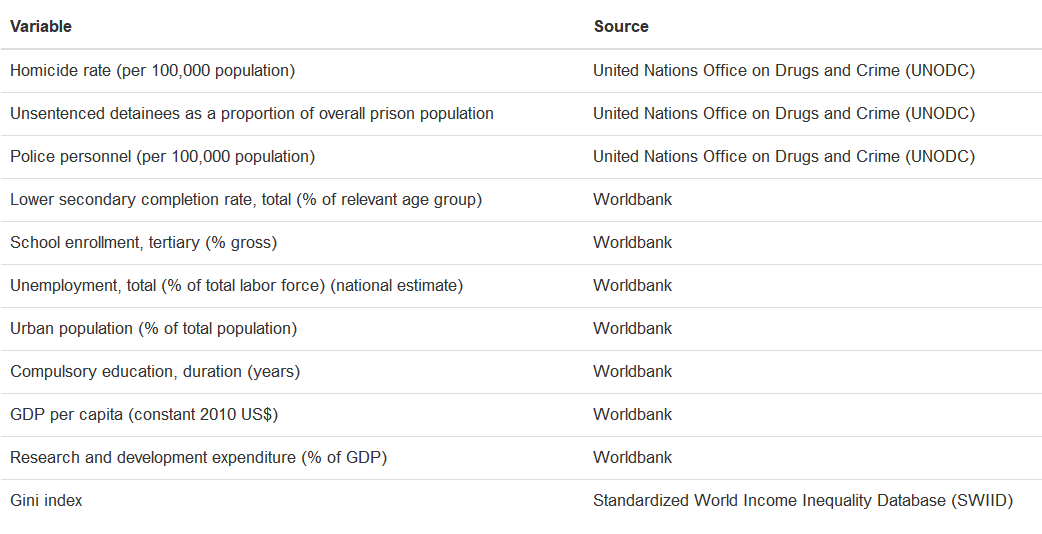 Variable Source
Homicide rate (per 100,000 population) United Nations Office on Drugs and Crime (UNODC)
Unsentenced detainees as a proportion of overall prison population United Nations Office on Drugs and Crime (UNODC)
Police personnel (per 100,000 population) United Nations Office on Drugs and Crime (UNODC)
Lower secondary completion rate, total (% of relevant age group) Worldbank
School enrollment, tertiary (% gross) Worldbank
Unemployment, total (% of total labor force) (national estimate) Worldbank
Urban population (% of total population) Worldbank
Compulsory education, duration (years) Worldbank
GDP per capita (constant 2010 US$) Worldbank
Research and development expenditure (% of GDP) Worldbank
Gini index Standardized World Income Inequality Database (SWIID)